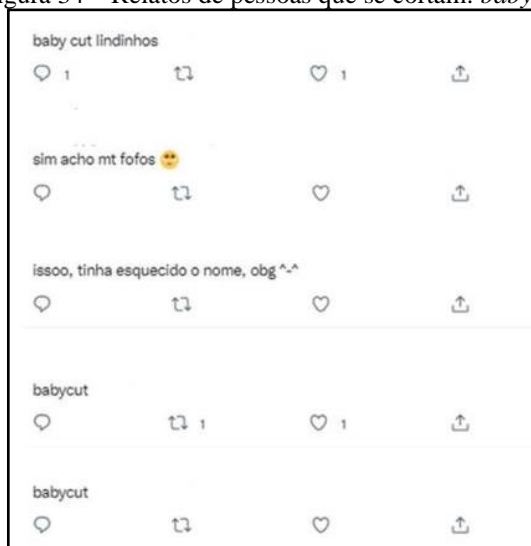 Figura 34 – Relatos de pessoas que se cortam: baby
baby cut lindinhos
1 1
sim acho mt fofos 🥺
issoo, tinha esquecido o nome, obg ^-^
babycut
1 1
babycut